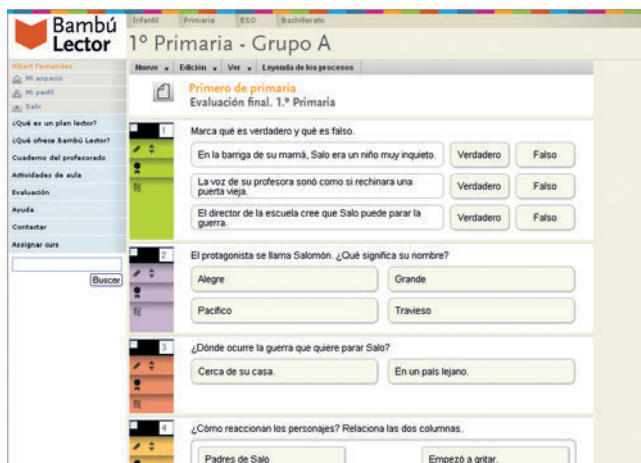 Bambú
Lector
Infantil
Primaria
ESO
Bachillerato
1º Primaria - Grupo A
Albert Fernandez
Mi espacio
Mi perfil
Salir
¿Qué es un plan lector?
¿Qué ofrece Bambú Lector?
Cuaderno del profesorado
Actividades de aula
Evaluación
Ayuda
Contactar
Assignar curs
Buscar
Nuevo
Edición
Ver
Leyenda de los procesos
Primero de primaria
Evaluación final. 1.º Primaria
1
Marca qué es verdadero y qué es falso.
En la barriga de su mamá, Salo era un niño muy inquieto.
Verdadero
Falso
La voz de su profesora sonó como si rechinara una
puerta vieja.
Verdadero
Falso
El director de la escuela cree que Salo puede parar la
guerra.
Verdadero
Falso
2
El protagonista se llama Salomón. ¿Qué significa su nombre?
Alegre
Grande
Pacífico
Travieso
3
¿Dónde ocurre la guerra que quiere parar Salo?
Cerca de su casa.
En un país lejano.
4
¿Cómo reaccionan los personajes? Relaciona las dos columnas.
Padres de Salo
Empezó a gritar.